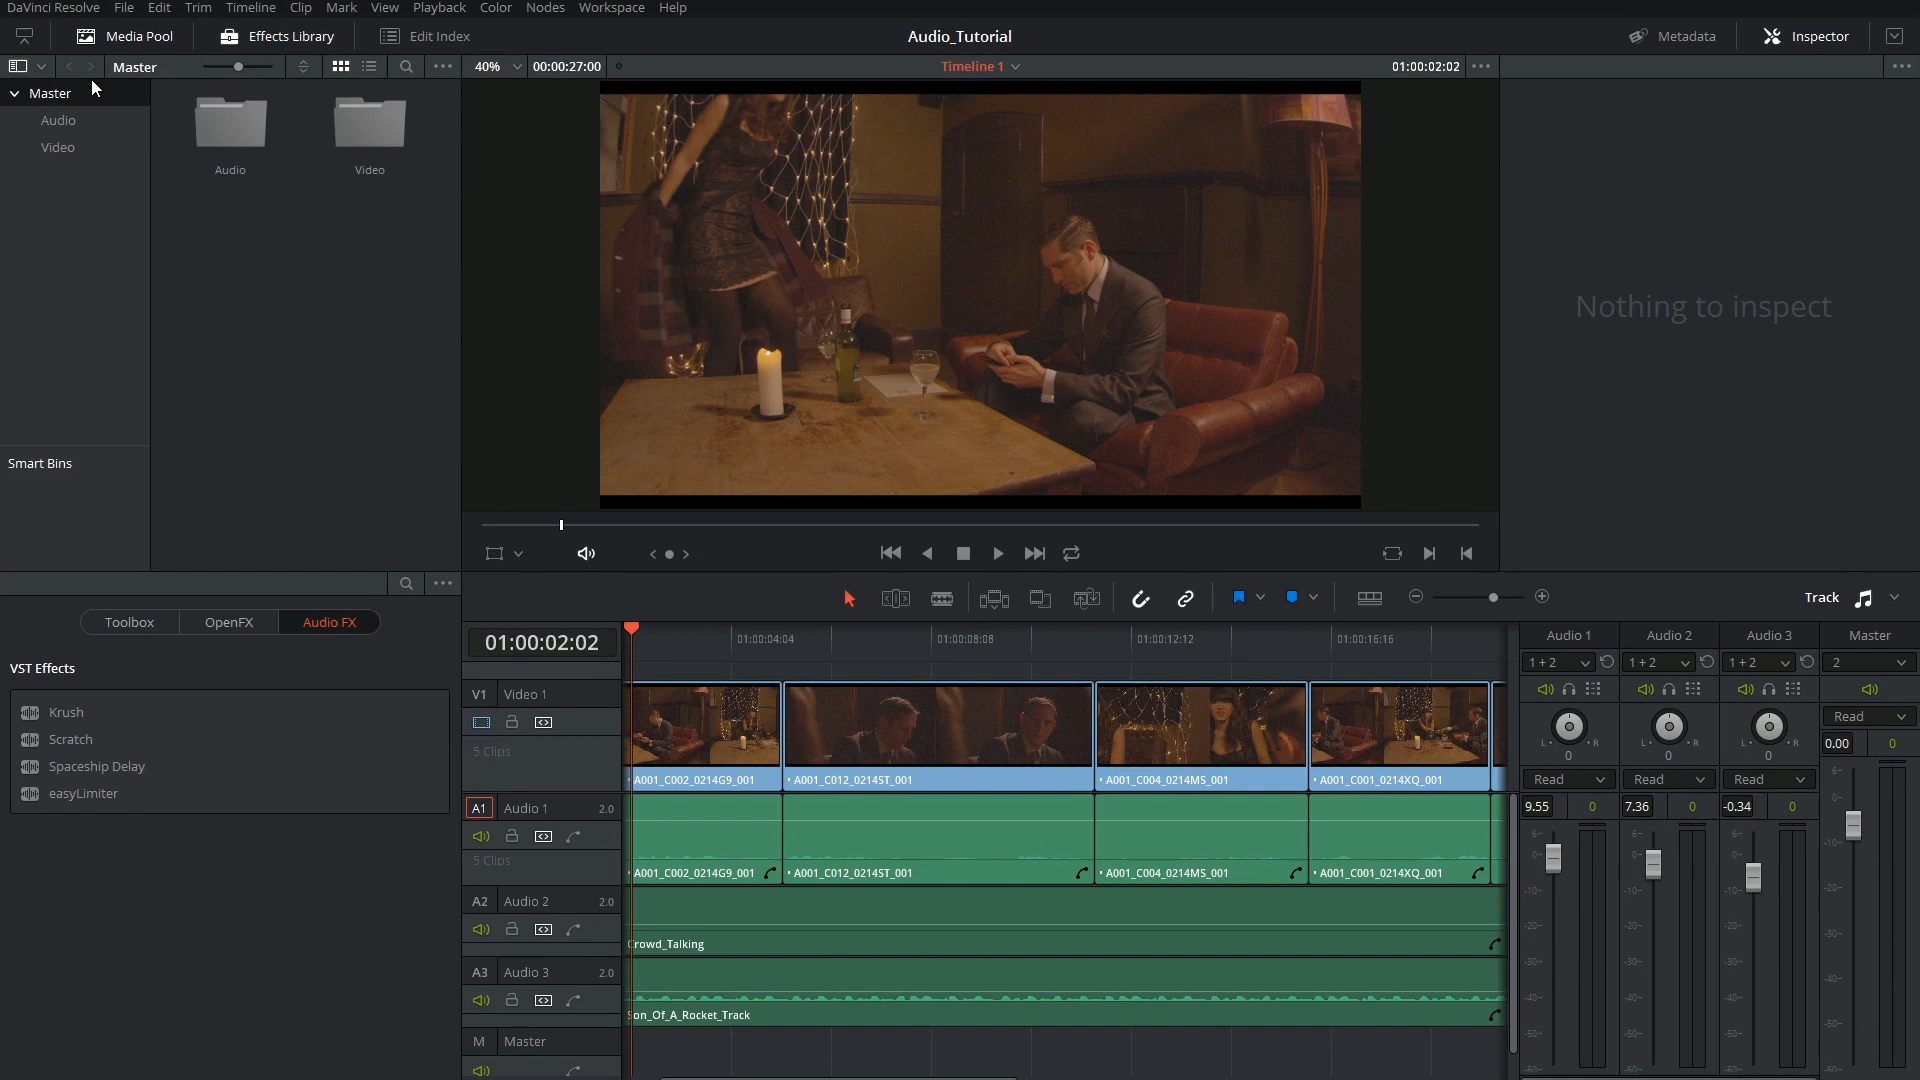 DaVinci Resolve File Edit Trim Timeline Clip Mark View Playback Color Nodes Workspace Help
Media Pool Effects Library Edit Index Audio_Tutorial Metadata Inspector
Master 40% 00:00:27:00 Timeline 1 01:00:02:02
Master
Audio
Video
Audio Video
Nothing to inspect
Smart Bins
Track
Toolbox OpenFX Audio FX
VST Effects
Krush
Scratch
Spaceship Delay
easyLimiter
01:00:02:02 01:00:04:04 01:00:08:08 01:00:12:12 01:00:16:16
V1 Video 1
5 Clips
A001_C002_0214G9_001 A001_C012_0214ST_001 A001_C004_0214MS_001 A001_C001_0214XQ_001
A1 Audio 1 2.0
5 Clips
A001_C002_0214G9_001 A001_C012_0214ST_001 A001_C004_0214MS_001 A001_C001_0214XQ_001
A2 Audio 2 2.0
Crowd_Talking
A3 Audio 3 2.0
Son_Of_A_Rocket_Track
M Master
Audio 1 Audio 2 Audio 3 Master
1 + 2 1 + 2 1 + 2 2
L R L R L R Read
0 0 0 0.00 0
Read Read Read
9.55 0 7.36 0 -0.34 0